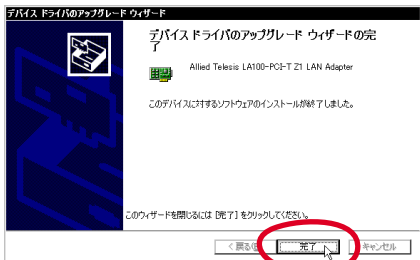 デバイス ドライバのアップグレード ウィザード
デバイス ドライバのアップグレード ウィザードの完
了
Allied Telesis LA100-PCI-T Z1 LAN Adapter
このデバイスに対するソフトウェアのインストールが終了しました。
このウィザードを閉じるには [完了] をクリックしてください。
< 戻る(B) 完了 キャンセル